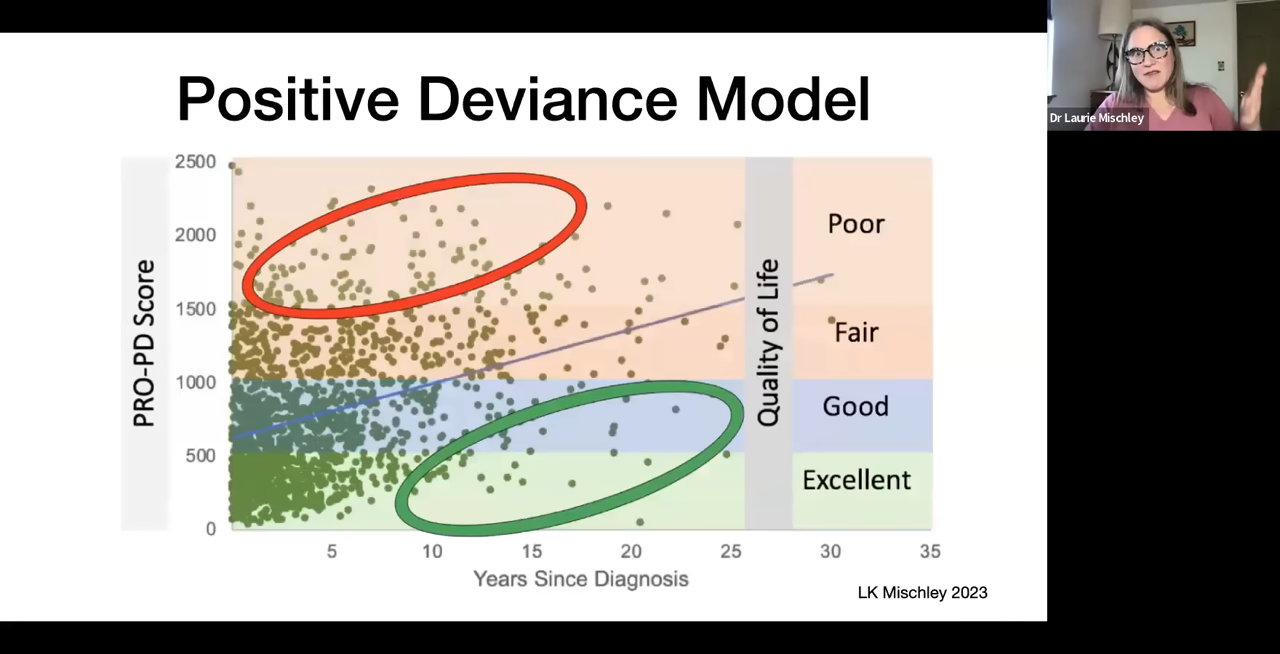 Positive Deviance Model
Dr Laurie Mischley
PRO-PD Score
2500
2000
1500
1000
500
0
Quality of Life
Poor
Fair
Good
Excellent
5 10 15 20 25 30 35
Years Since Diagnosis
LK Mischley 2023